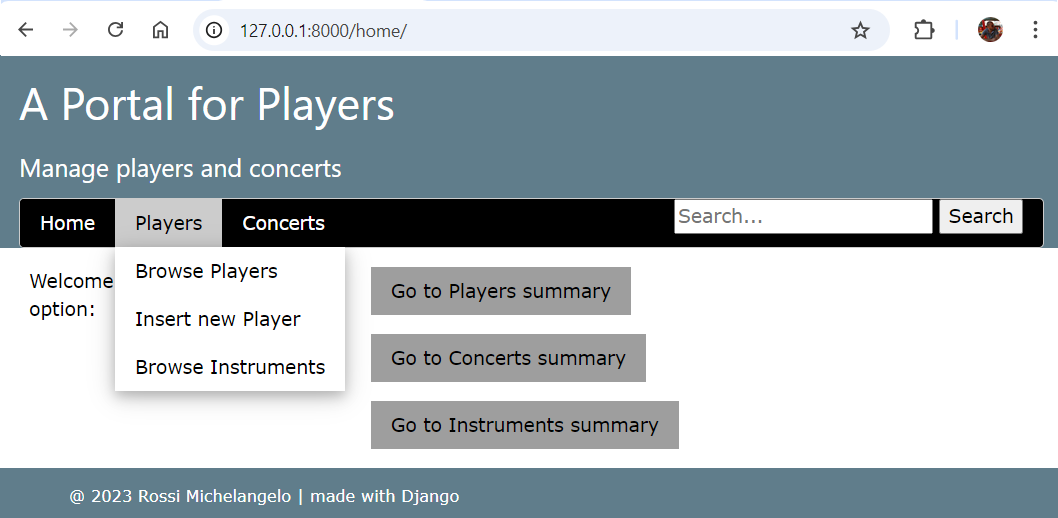 127.0.0.1:8000/home/
A Portal for Players
Manage players and concerts
Home Players Concerts Search... Search
Browse Players
Insert new Player
Browse Instruments
Welcome
option:
Go to Players summary
Go to Concerts summary
Go to Instruments summary
@ 2023 Rossi Michelangelo | made with Django